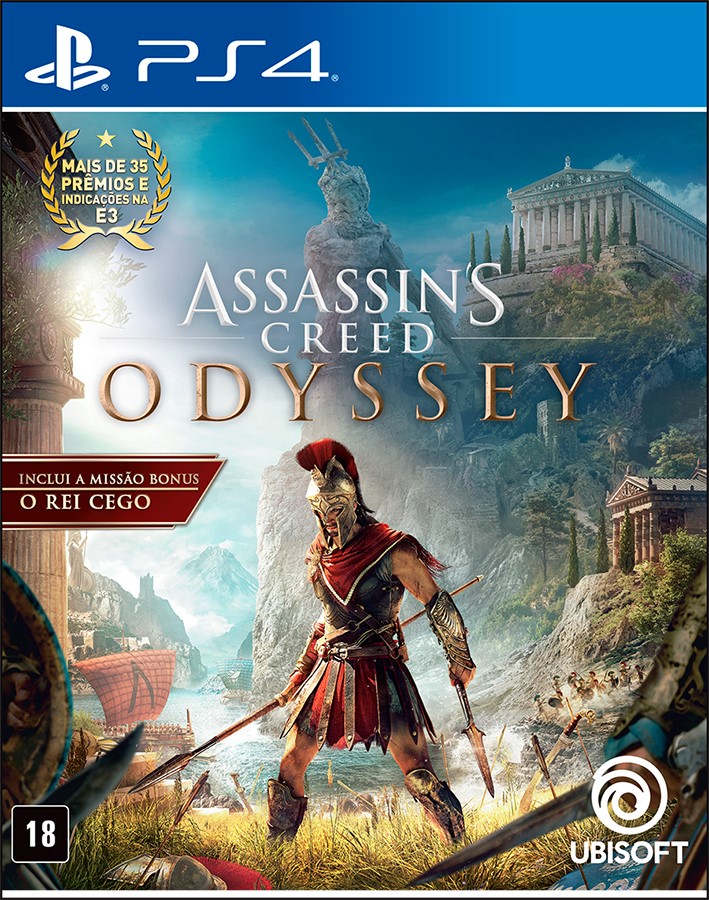 PS4
MAIS DE 35
PRÊMIOS E
INDICAÇÕES NA
E3
ASSASSIN'S
CREED
ODYSSEY
INCLUI A MISSÃO BONUS
O REI CEGO
18
UBISOFT